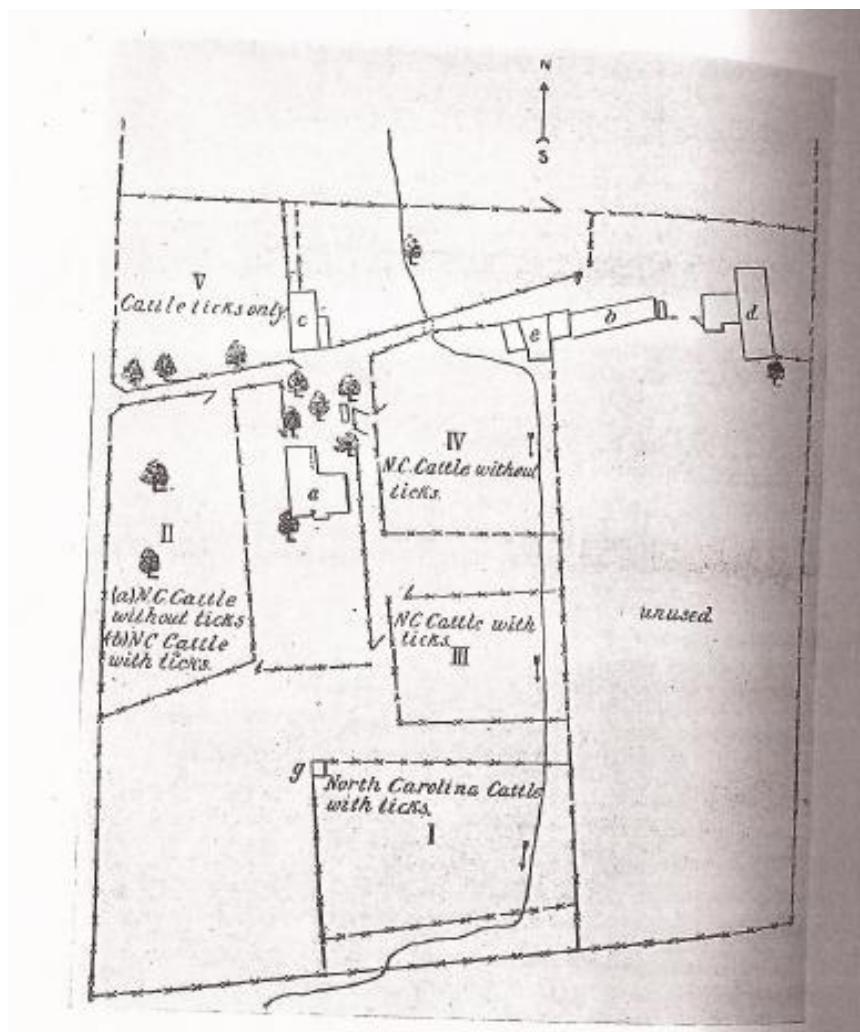 N
S
V
Cattle ticks only
c
e
b
d
IV
N.C. Cattle without
ticks.
a
II
(a) N.C. Cattle
without ticks
(b) NC Cattle
with ticks.
NC Cattle with
ticks.
III
unused
g
North Carolina Cattle
with ticks.
I